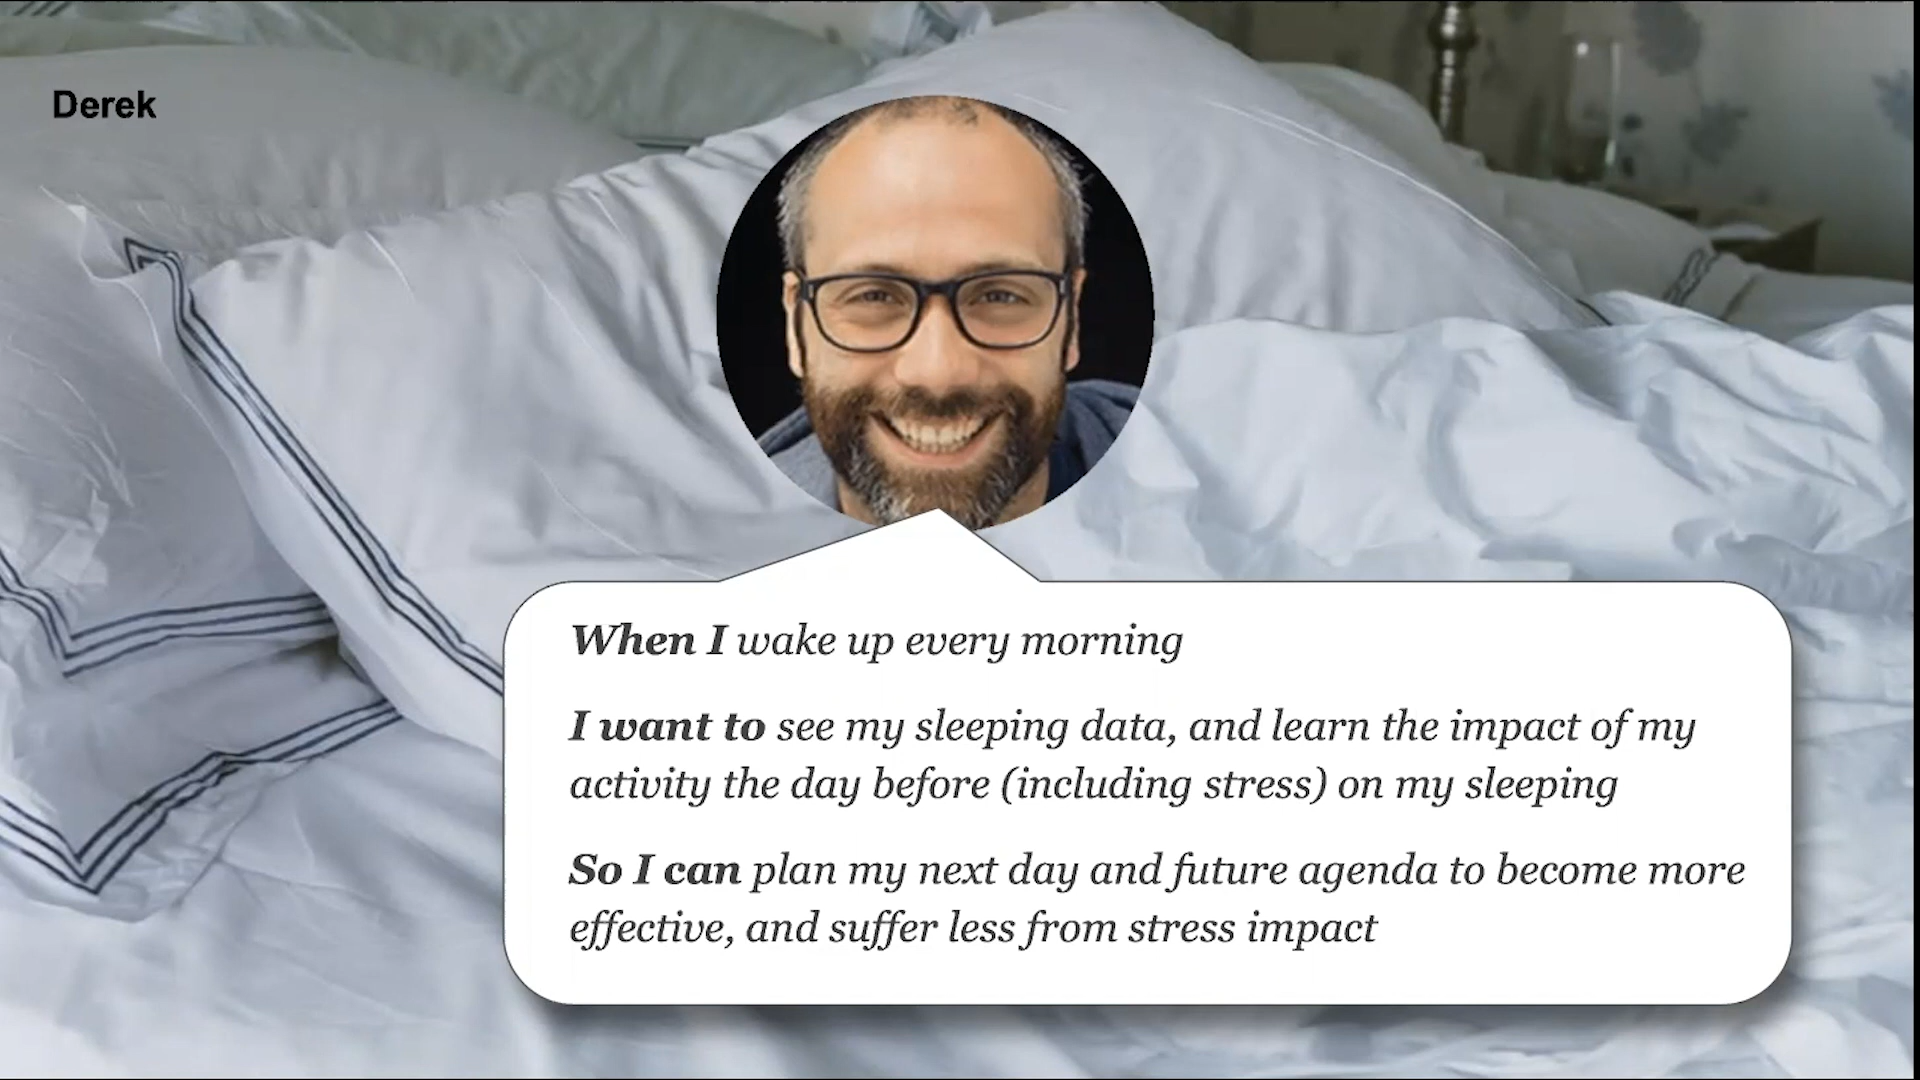 Derek
When I wake up every morning
I want to see my sleeping data, and learn the impact of my
activity the day before (including stress) on my sleeping
So I can plan my next day and future agenda to become more
effective, and suffer less from stress impact